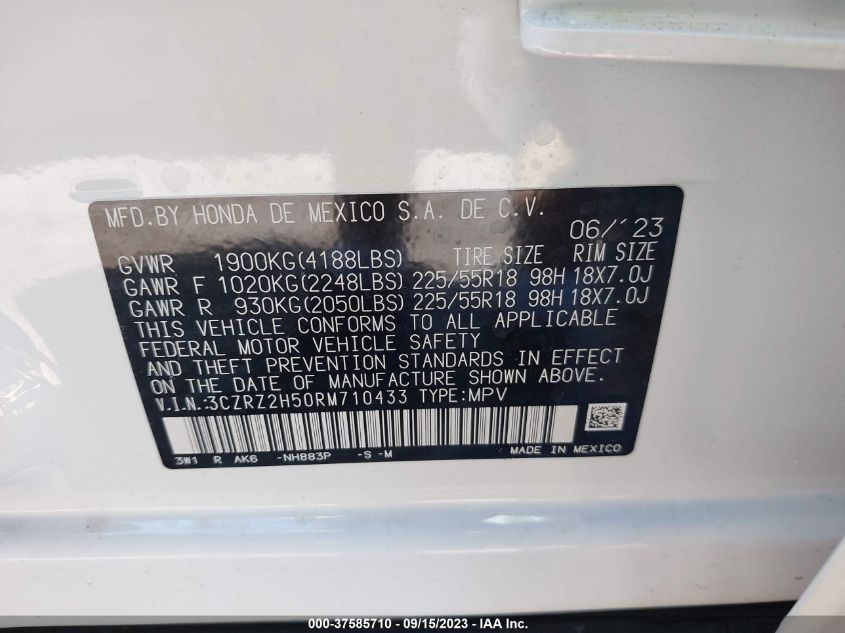 MFD.BY HONDA DE MEXICO S.A. DE C.V. 06/'23
GVWR 1900KG(4188LBS) TIRE SIZE RIM SIZE
GAWR F 1020KG(2248LBS) 225/55R18 98H 18X7.0J
GAWR R 930KG(2050LBS) 225/55R18 98H 18X7.0J
THIS VEHICLE CONFORMS TO ALL APPLICABLE
FEDERAL MOTOR VEHICLE SAFETY
AND THEFT PREVENTION STANDARDS IN EFFECT
ON THE DATE OF MANUFACTURE SHOWN ABOVE.
V.I.N.:3CZRZ2H50RM710433 TYPE:MPV
3W1 R AK6 -NH883P -S -M MADE IN MEXICO
000-37585710 - 09/15/2023 - IAA Inc.